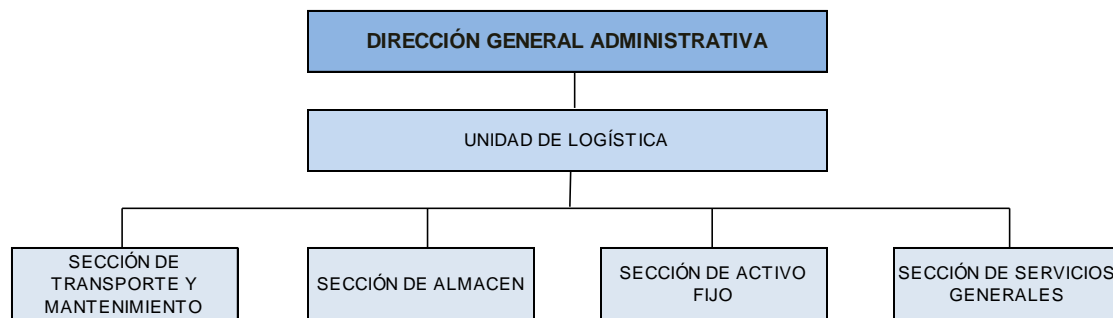 DIRECCIÓN GENERAL ADMINISTRATIVA
UNIDAD DE LOGÍSTICA
SECCIÓN DE
TRANSPORTE Y
MANTENIMIENTO
SECCIÓN DE ALMACEN
SECCIÓN DE ACTIVO
FIJO
SECCIÓN DE SERVICIOS
GENERALES